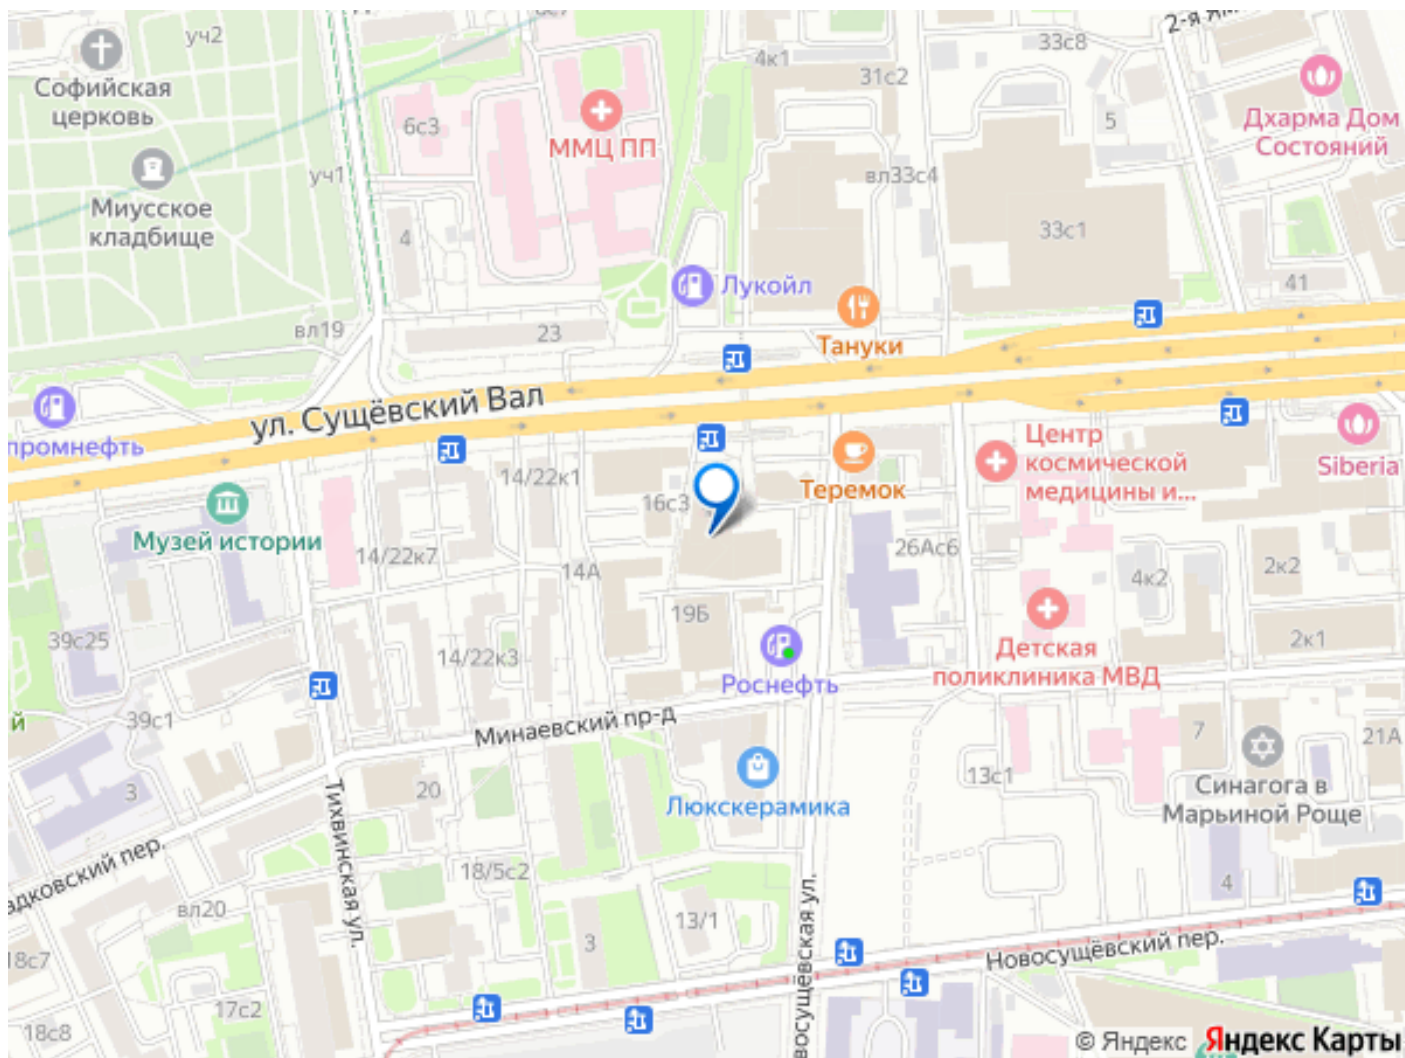 уч2
Софийская
церковь
6с3
ММЦ ПП
4к1
31с2
33с8
5
Дхарма Дом
Состояний
уч1
Миусское
кладбище
4
вл33с4
33с1
41
Лукойл
вл19
23
Тануки
ул. Сущёвский Вал
промнефть
14/22к1
16с3
Теремок
Центр
космической
медицины и...
Siberia
Музей истории
14/22к7
14А
26Ас6
4к2
2к2
19Б
39с25
14/22к3
Роснефть
Детская
поликлиника МВД
2к1
й
39с1
Минаевский пр-д
7
21А
3
20
Люкскерамика
13с1
Синагога в
Марьиной Роще
Тихвинская ул.
адковский пер.
18/5с2
вл20
13/1
3
4
18с7
восущёвская ул.
Новосущёвский пер.
17с2
18с8
© Яндекс Яндекс Карты